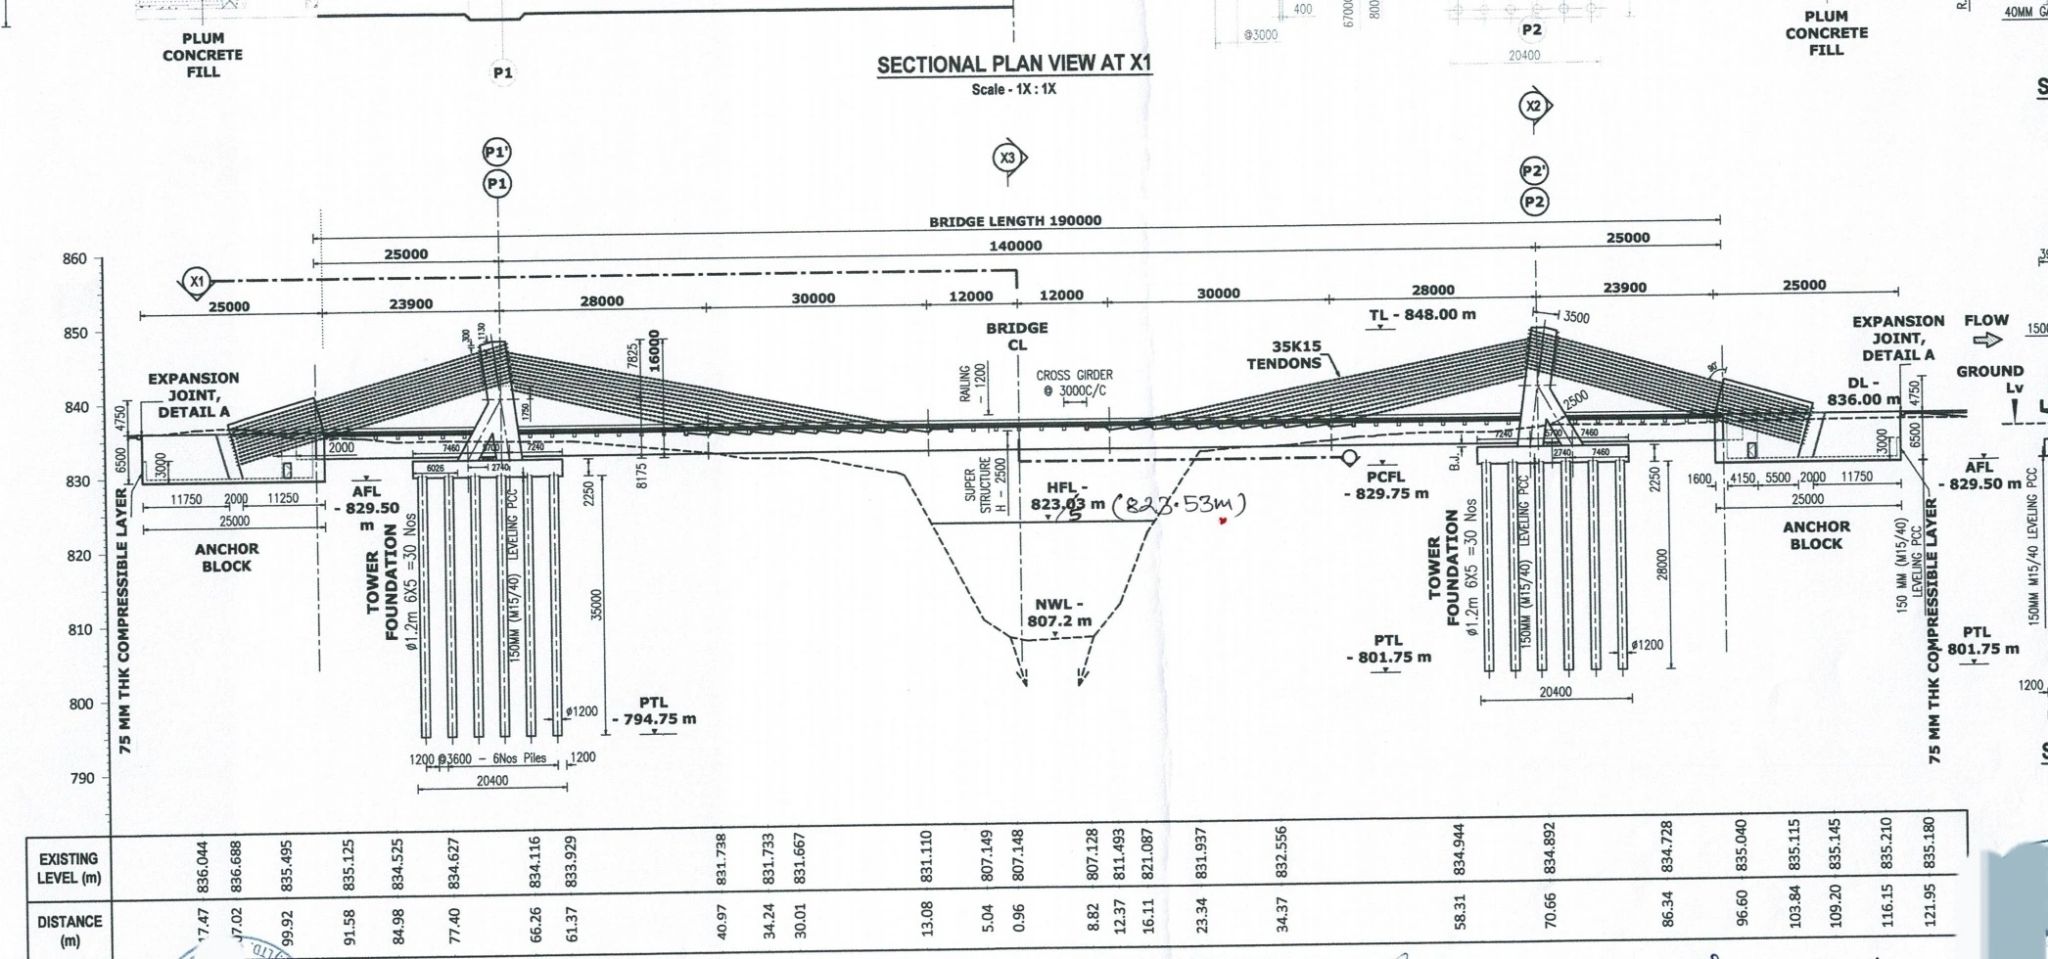 PLUM
CONCRETE
FILL
P1
SECTIONAL PLAN VIEW AT X1
Scale - 1X : 1X
400
@3000
P2
20400
PLUM
CONCRETE
FILL
X2
P1'
P1
X3
P2'
P2
BRIDGE LENGTH 190000
25000
140000
25000
X1
25000
23900
28000
30000
12000
12000
30000
28000
23900
25000
860
850
840
830
820
810
800
790
BRIDGE
CL
TL - 848.00 m
3500
35K15
TENDONS
EXPANSION
JOINT,
DETAIL A
FLOW
GROUND
Lv
DL -
836.00 m
EXPANSION
JOINT,
DETAIL A
300
1130
7825
16000
1750
RAILING
- 1200
CROSS GIRDER
@ 3000C/C
90°
2500
4750
6500
3000
2000
7460
5700
7240
6026
2740
2250
8175
SUPER
STRUCTURE
H - 2500
HFL -
823.03 m
5
(823.53m)
PCFL
- 829.75 m
B.J.
7240
5700
7460
2740
7460
2250
4750
6500
3000
11750
2000
11250
25000
ANCHOR
BLOCK
AFL
- 829.50
m
1600
4150
5500
2000
11750
25000
ANCHOR
BLOCK
AFL
- 829.50 m
75 MM THK COMPRESSIBLE LAYER
TOWER
FOUNDATION
ø1.2m 6X5 =30 Nos
150MM (M15/40) LEVELING PCC
35000
NWL -
807.2 m
TOWER
FOUNDATION
ø1.2m 6X5 =30 Nos
150MM (M15/40) LEVELING PCC
28000
150 MM (M15/40)
LEVELING PCC
75 MM THK COMPRESSIBLE LAYER
150MM M15/40 LEVELING PCC
PTL
- 801.75 m
ø1200
20400
PTL
801.75 m
PTL
- 794.75 m
ø1200
1200 @3600 - 6Nos Piles
1200
20400
1200
EXISTING
LEVEL (m)
836.044
836.688
835.495
835.125
834.525
834.627
834.116
833.929
831.738
831.733
831.667
831.110
807.149
807.148
807.128
811.493
821.087
831.937
832.556
834.944
834.892
834.728
835.040
835.115
835.145
835.210
835.180
DISTANCE
(m)
99.92
91.58
84.98
77.40
66.26
61.37
40.97
34.24
30.01
13.08
5.04
0.96
8.82
12.37
16.11
23.34
34.37
58.31
70.66
86.34
96.60
103.84
109.20
116.15
121.95